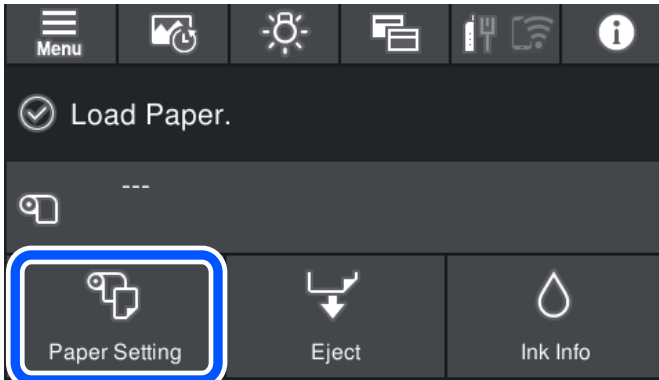 Menu
Load Paper.
---
Paper Setting
Eject
Ink Info